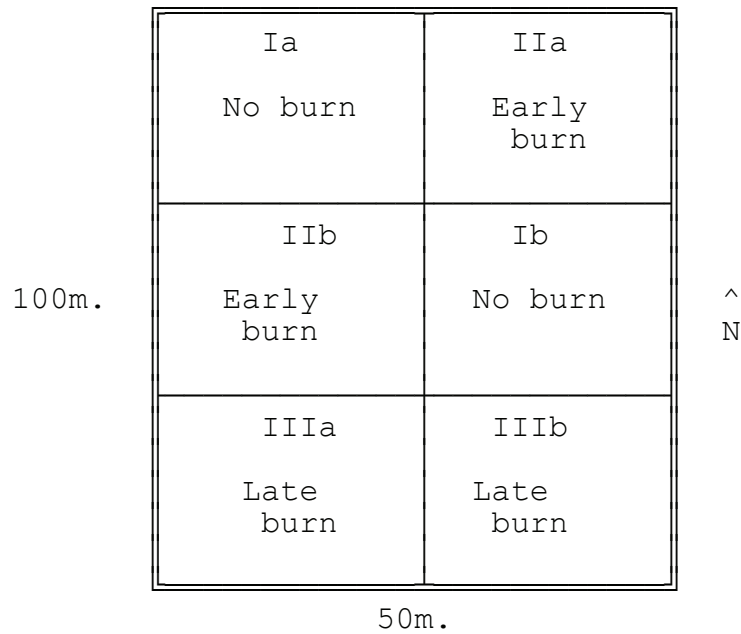 Ia IIa
No burn Early
burn
IIb Ib
100m. Early No burn ^
burn N
IIIa IIIb
Late Late
burn burn
50m.